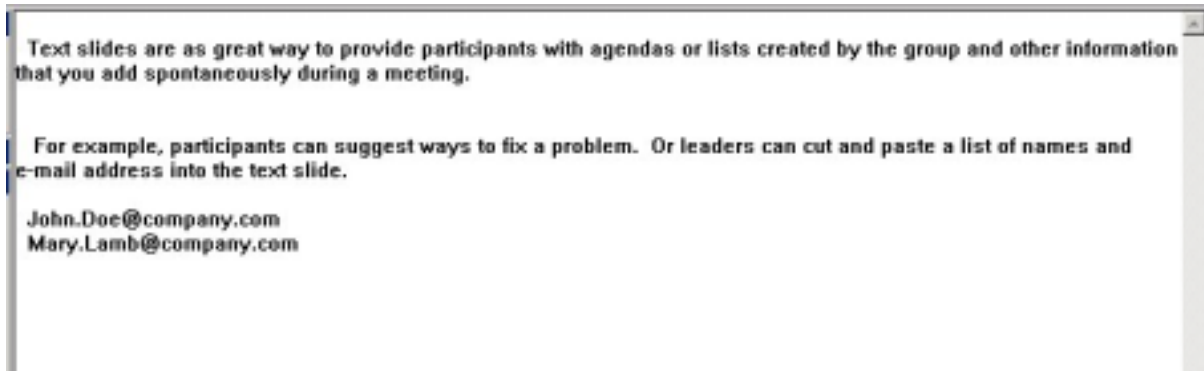 Text slides are as great way to provide participants with agendas or lists created by the group and other information
that you add spontaneously during a meeting.
For example, participants can suggest ways to fix a problem. Or leaders can cut and paste a list of names and
e-mail address into the text slide.
John.Doe@company.com
Mary.Lamb@company.com